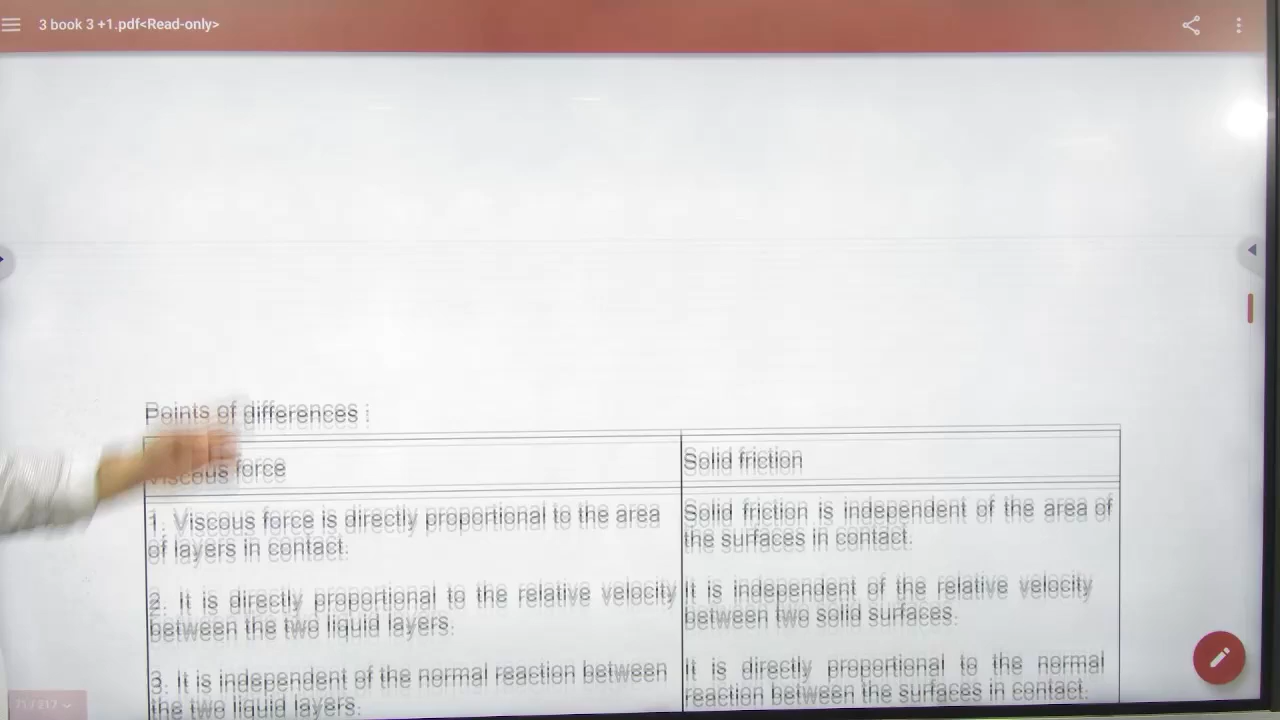 3 book 3 +1.pdf<Read-only>
Points of differences :
Viscous force
Solid friction
1. Viscous force is directly proportional to the area
of layers in contact.
Solid friction is independent of the area of
the surfaces in contact.
2. It is directly proportional to the relative velocity
between the two liquid layers.
It is independent of the relative velocity
between two solid surfaces.
3. It is independent of the normal reaction between
the two liquid layers.
It is directly proportional to the normal
reaction between the surfaces in contact.
71 / 217